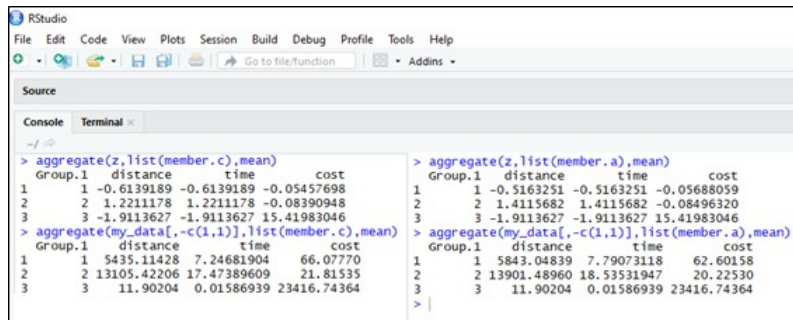 RStudio
File Edit Code View Plots Session Build Debug Profile Tools Help
Go to file/function Addins
Source
Console Terminal
~/
> aggregate(z,list(member.c),mean)
Group.1 distance time cost
1 1 -0.6139189 -0.6139189 -0.05457698
2 2 1.2211178 1.2211178 -0.08390948
3 3 -1.9113627 -1.9113627 15.41983046
> aggregate(my_data[,-c(1,1)],list(member.c),mean)
Group.1 distance time cost
1 1 5435.11428 7.24681904 66.07770
2 2 13105.42206 17.47389609 21.81535
3 3 11.90204 0.01586939 23416.74364
> aggregate(z,list(member.a),mean)
Group.1 distance time cost
1 1 -0.5163251 -0.5163251 -0.05688059
2 2 1.4115682 1.4115682 -0.08496320
3 3 -1.9113627 -1.9113627 15.41983046
> aggregate(my_data[,-c(1,1)],list(member.a),mean)
Group.1 distance time cost
1 1 5843.04839 7.79073118 62.60158
2 2 13901.48960 18.53531947 20.22530
3 3 11.90204 0.01586939 23416.74364
>